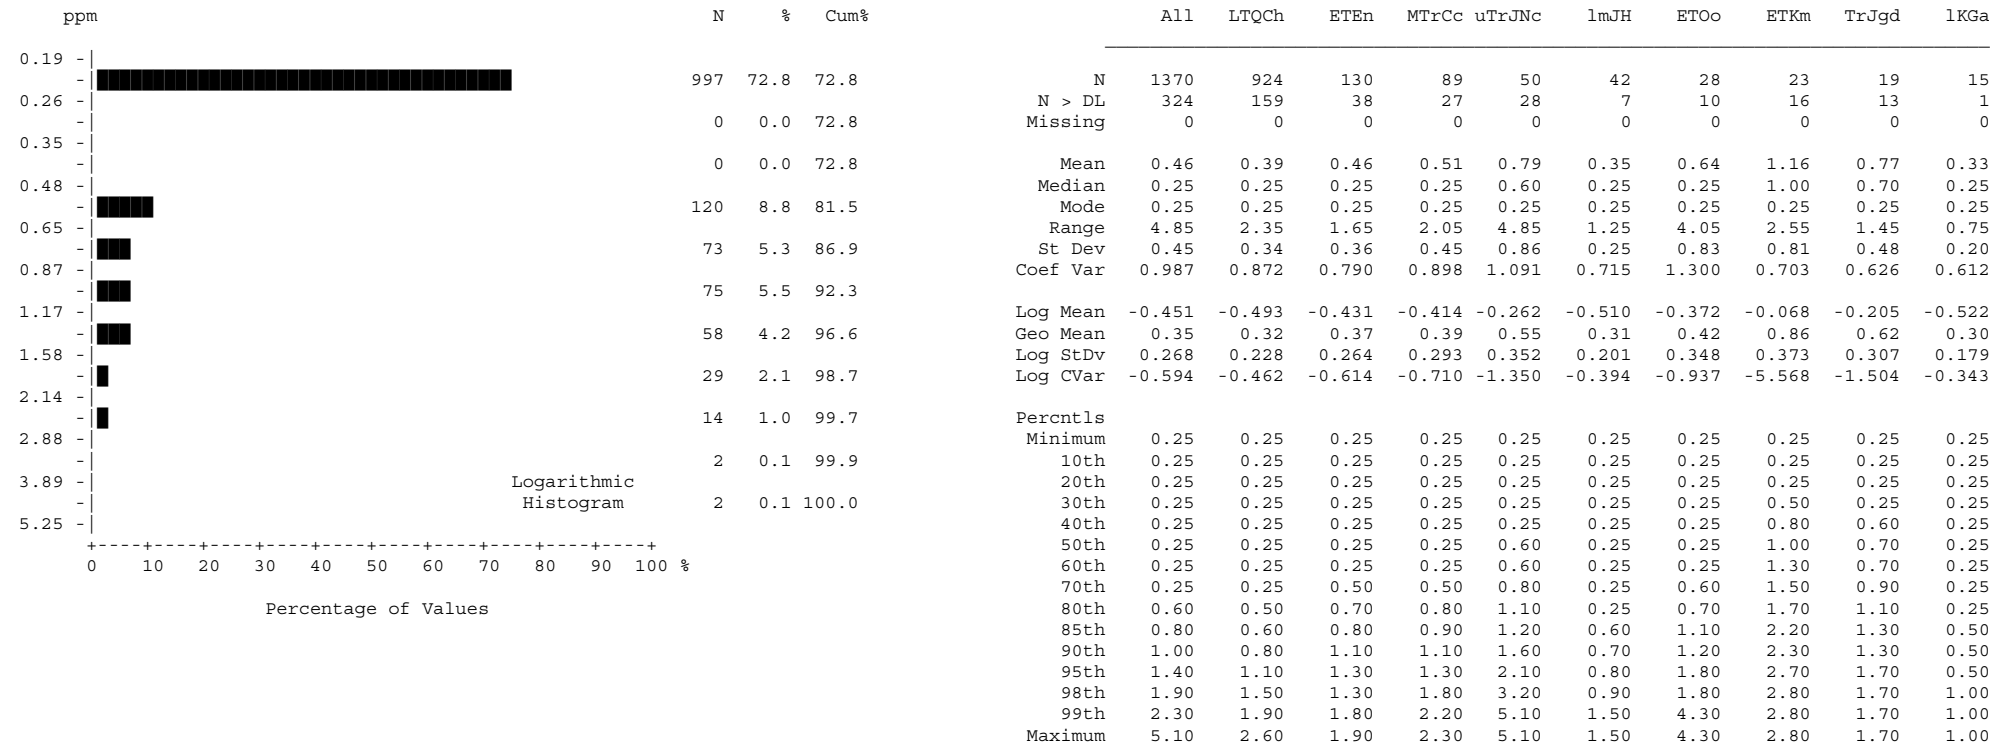 ppm N % Cum% All LTQCh ETEn MTrCc uTrJNc lmJH ETOo ETKm TrJgd lKGa
0.19 -|
-| 997 72.8 72.8 N 1370 924 130 89 50 42 28 23 19 15
0.26 -| N > DL 324 159 38 27 28 7 10 16 13 1
-| 0 0.0 72.8 Missing 0 0 0 0 0 0 0 0 0 0
0.35 -|
-| 0 0.0 72.8 Mean 0.46 0.39 0.46 0.51 0.79 0.35 0.64 1.16 0.77 0.33
0.48 -| Median 0.25 0.25 0.25 0.25 0.60 0.25 0.25 1.00 0.70 0.25
-| 120 8.8 81.5 Mode 0.25 0.25 0.25 0.25 0.25 0.25 0.25 0.25 0.25 0.25
0.65 -| Range 4.85 2.35 1.65 2.05 4.85 1.25 4.05 2.55 1.45 0.75
-| 73 5.3 86.9 St Dev 0.45 0.34 0.36 0.45 0.86 0.25 0.83 0.81 0.48 0.20
0.87 -| Coef Var 0.987 0.872 0.790 0.898 1.091 0.715 1.300 0.703 0.626 0.612
-| 75 5.5 92.3
1.17 -| Log Mean -0.451 -0.493 -0.431 -0.414 -0.262 -0.510 -0.372 -0.068 -0.205 -0.522
-| 58 4.2 96.6 Geo Mean 0.35 0.32 0.37 0.39 0.55 0.31 0.42 0.86 0.62 0.30
1.58 -| Log StDv 0.268 0.228 0.264 0.293 0.352 0.201 0.348 0.373 0.307 0.179
-| 29 2.1 98.7 Log CVar -0.594 -0.462 -0.614 -0.710 -1.350 -0.394 -0.937 -5.568 -1.504 -0.343
2.14 -|
-| 14 1.0 99.7 Percntls
2.88 -| Minimum 0.25 0.25 0.25 0.25 0.25 0.25 0.25 0.25 0.25 0.25
-| 2 0.1 99.9 10th 0.25 0.25 0.25 0.25 0.25 0.25 0.25 0.25 0.25 0.25
3.89 -| Logarithmic 20th 0.25 0.25 0.25 0.25 0.25 0.25 0.25 0.25 0.25 0.25
-| Histogram 2 0.1 100.0 30th 0.25 0.25 0.25 0.25 0.25 0.25 0.25 0.50 0.25 0.25
5.25 -| 40th 0.25 0.25 0.25 0.25 0.25 0.25 0.25 0.80 0.60 0.25
+----+----+----+----+----+----+----+----+----+----+ 50th 0.25 0.25 0.25 0.25 0.60 0.25 0.25 1.00 0.70 0.25
0 10 20 30 40 50 60 70 80 90 100 % 60th 0.25 0.25 0.25 0.25 0.60 0.25 0.25 1.30 0.70 0.25
70th 0.25 0.25 0.50 0.50 0.80 0.25 0.60 1.50 0.90 0.25
Percentage of Values 80th 0.60 0.50 0.70 0.80 1.10 0.25 0.70 1.70 1.10 0.25
85th 0.80 0.60 0.80 0.90 1.20 0.60 1.10 2.20 1.30 0.50
90th 1.00 0.80 1.10 1.10 1.60 0.70 1.20 2.30 1.30 0.50
95th 1.40 1.10 1.30 1.30 2.10 0.80 1.80 2.70 1.70 0.50
98th 1.90 1.50 1.30 1.80 3.20 0.90 1.80 2.80 1.70 1.00
99th 2.30 1.90 1.80 2.20 5.10 1.50 4.30 2.80 1.70 1.00
Maximum 5.10 2.60 1.90 2.30 5.10 1.50 4.30 2.80 1.70 1.00